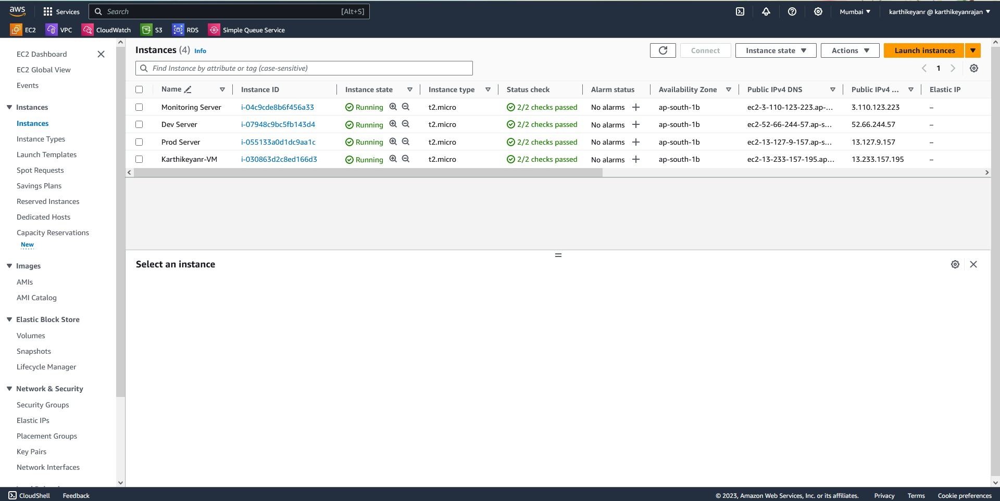 aws Services Search [Alt+S] Mumbai karthikeyanr @ karthikeyanrajan
EC2 VPC CloudWatch S3 RDS Simple Queue Service
EC2 Dashboard
EC2 Global View
Events
Instances
Instances
Instance Types
Launch Templates
Spot Requests
Savings Plans
Reserved Instances
Dedicated Hosts
Capacity Reservations
New
Images
AMIs
AMI Catalog
Elastic Block Store
Volumes
Snapshots
Lifecycle Manager
Network & Security
Security Groups
Elastic IPs
Placement Groups
Key Pairs
Network Interfaces
Instances (4) Info Connect Instance state Actions Launch instances
Find Instance by attribute or tag (case-sensitive) 1
Name Instance ID Instance state Instance type Status check Alarm status Availability Zone Public IPv4 DNS Public IPv4 ... Elastic IP
Monitoring Server i-04c9cde8b6f456a33 Running t2.micro 2/2 checks passed No alarms + ap-south-1b ec2-3-110-123-223.ap-... 3.110.123.223 –
Dev Server i-07948c9bc5fb143d4 Running t2.micro 2/2 checks passed No alarms + ap-south-1b ec2-52-66-244-57.ap-s... 52.66.244.57 –
Prod Server i-055133a0d1dc9aa1c Running t2.micro 2/2 checks passed No alarms + ap-south-1b ec2-13-127-9-157.ap-s... 13.127.9.157 –
Karthikeyanr-VM i-030863d2c8ed166d3 Running t2.micro 2/2 checks passed No alarms + ap-south-1b ec2-13-233-157-195.ap... 13.233.157.195 –
Select an instance
CloudShell Feedback © 2023, Amazon Web Services, Inc. or its affiliates. Privacy Terms Cookie preferences